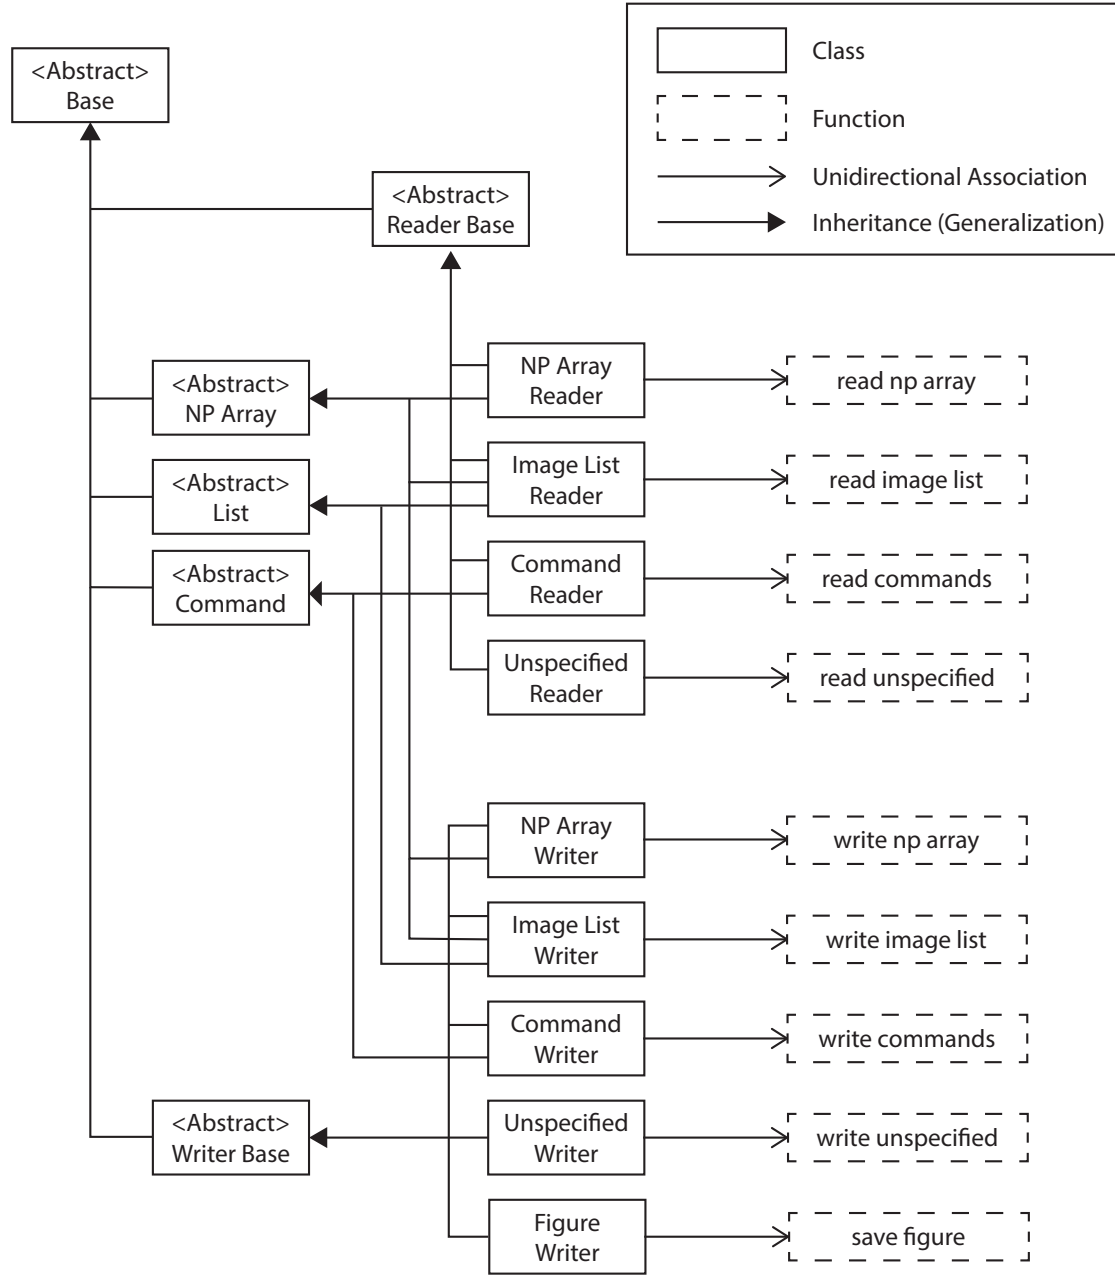 <Abstract>
Base
Class
Function
Unidirectional Association
Inheritance (Generalization)
<Abstract>
Reader Base
<Abstract>
NP Array
NP Array
Reader
read np array
<Abstract>
List
Image List
Reader
read image list
<Abstract>
Command
Command
Reader
read commands
Unspecified
Reader
read unspecified
NP Array
Writer
write np array
Image List
Writer
write image list
Command
Writer
write commands
<Abstract>
Writer Base
Unspecified
Writer
write unspecified
Figure
Writer
save figure